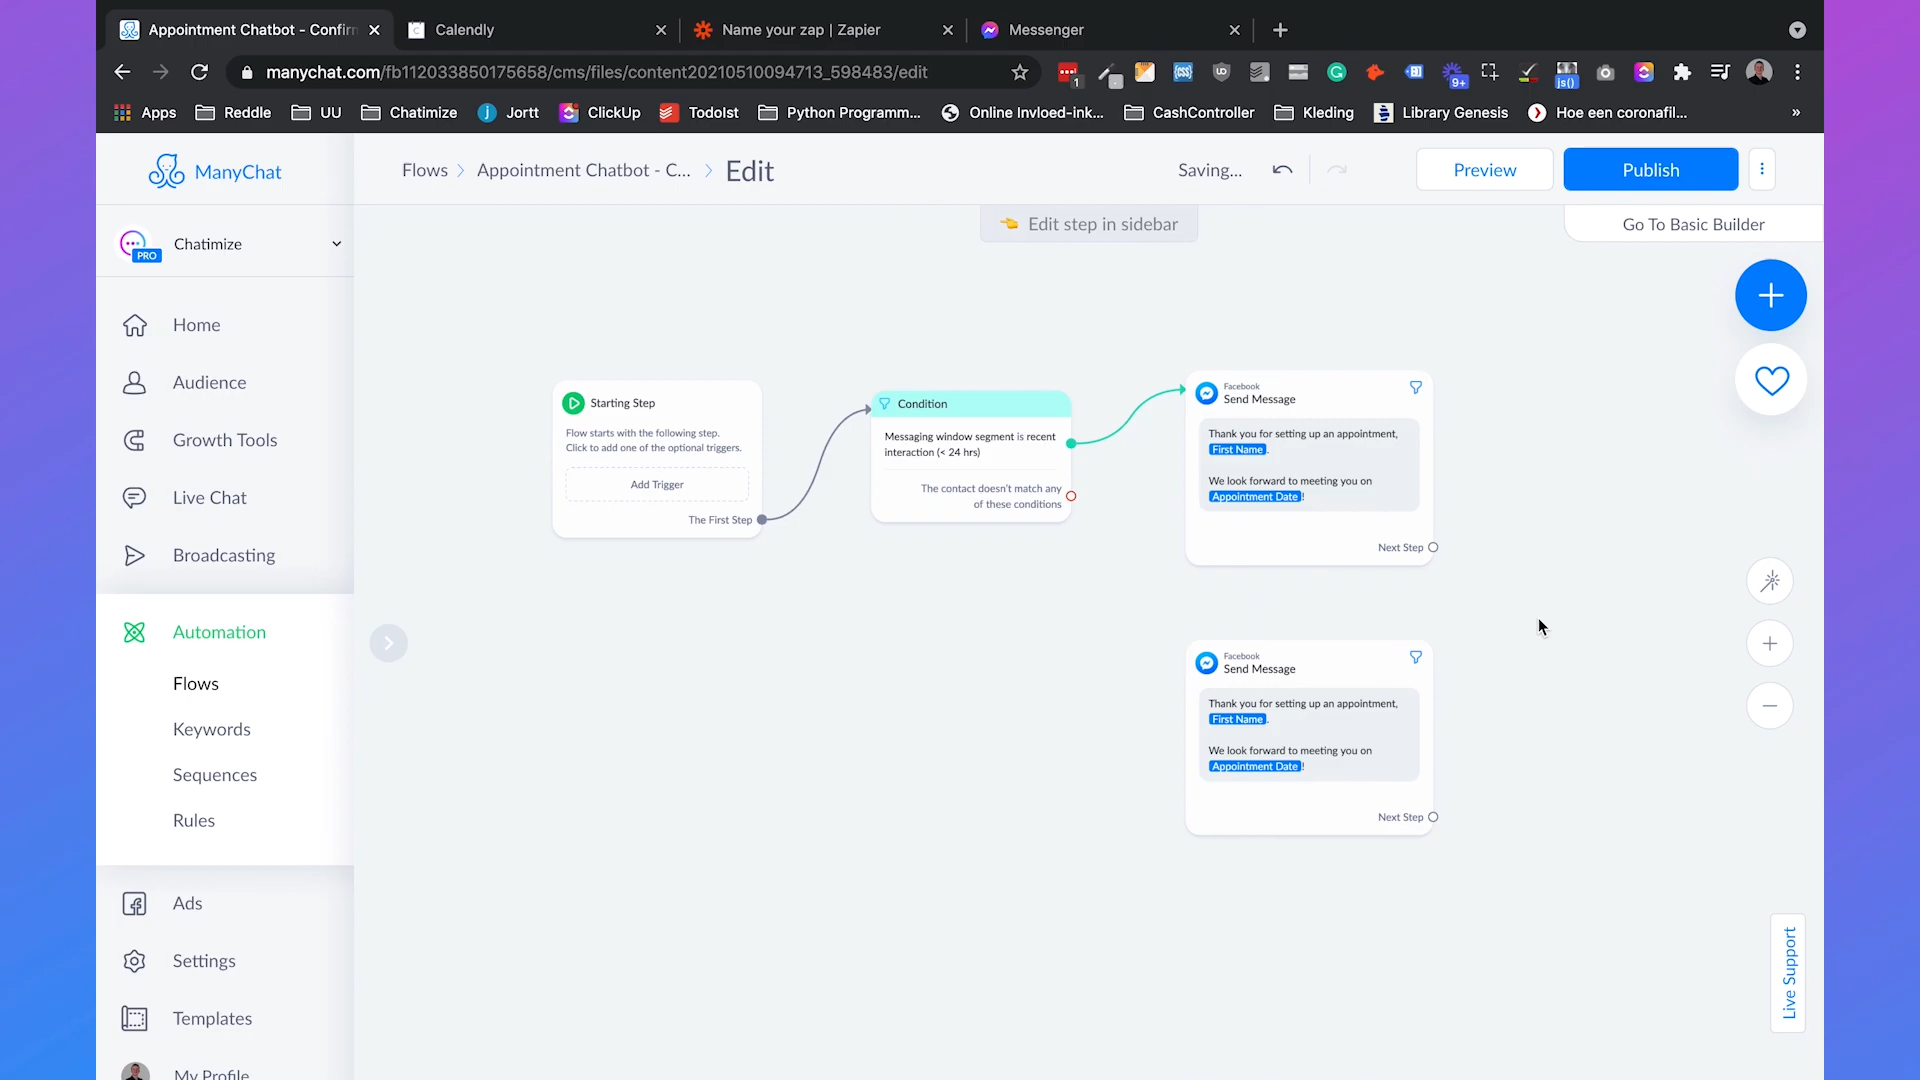 Appointment Chatbot - Confirm
Calendly
Name your zap | Zapier
Messenger
manychat.com/fb112033850175658/cms/files/content20210510094713_598483/edit
Apps
Reddle
UU
Chatimize
Jortt
ClickUp
TodoIst
Python Programm...
Online Invloed-ink...
CashController
Kleding
Library Genesis
Hoe een coronafil...
»
ManyChat
Flows
Appointment Chatbot - C...
Edit
Saving...
Preview
Publish
Edit step in sidebar
Go To Basic Builder
PRO
Chatimize
Home
Audience
Growth Tools
Live Chat
Broadcasting
Automation
Flows
Keywords
Sequences
Rules
Ads
Settings
Templates
My Profile
Starting Step
Flow starts with the following step.
Click to add one of the optional triggers.
Add Trigger
The First Step
Condition
Messaging window segment is recent
interaction (< 24 hrs)
The contact doesn't match any
of these conditions
Facebook
Send Message
Thank you for setting up an appointment,
First Name.
We look forward to meeting you on
Appointment Date!
Next Step
Facebook
Send Message
Thank you for setting up an appointment,
First Name.
We look forward to meeting you on
Appointment Date!
Next Step
Live Support